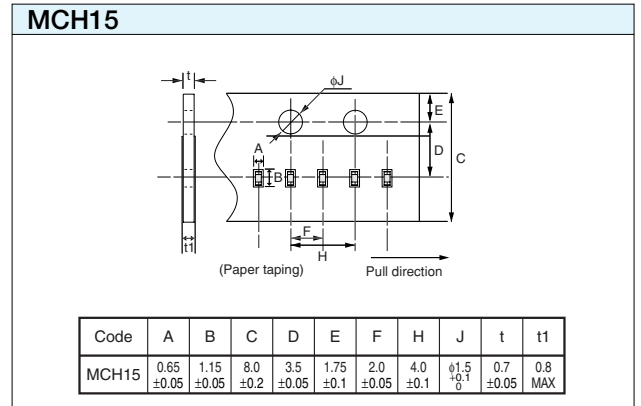 MCH15
t
ϕJ
E
D
C
A
B
F
H
t1
(Paper taping)
Pull direction
Code A B C D E F H J t t1
MCH15 0.65 ±0.05 1.15 ±0.05 8.0 ±0.2 3.5 ±0.05 1.75 ±0.1 2.0 ±0.05 4.0 ±0.1 ϕ1.5 +0.1 0 0.7 ±0.05 0.8 MAX